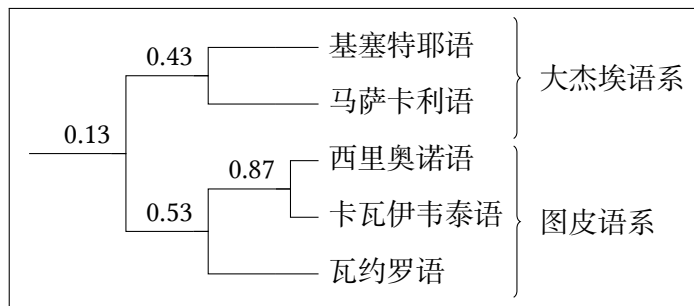 0.43
基塞特耶语
马萨卡利语
大杰埃语系
0.13
0.87
西里奥诺语
0.53
卡瓦伊韦泰语
图皮语系
瓦约罗语